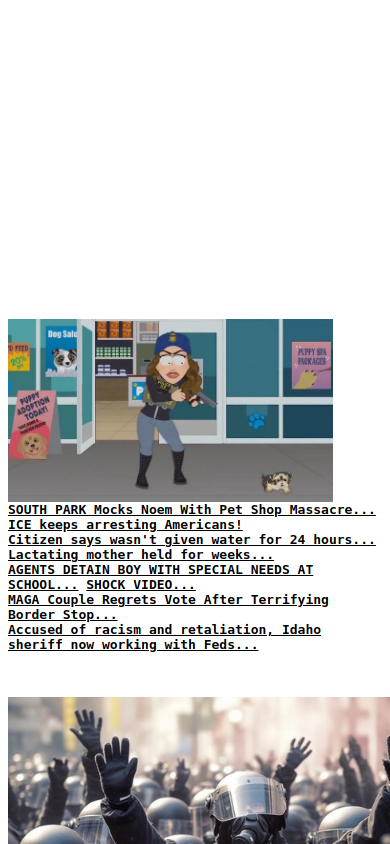 D FEED
20%
Dog Salo
PUPPY SPA
PACKAGES
PUPPY
ADOPTION
TODAY!
SOUTH PARK Mocks Noem With Pet Shop Massacre...
ICE keeps arresting Americans!
Citizen says wasn't given water for 24 hours...
Lactating mother held for weeks...
AGENTS DETAIN BOY WITH SPECIAL NEEDS AT
SCHOOL... SHOCK VIDEO...
MAGA Couple Regrets Vote After Terrifying
Border Stop...
Accused of racism and retaliation, Idaho
sheriff now working with Feds...